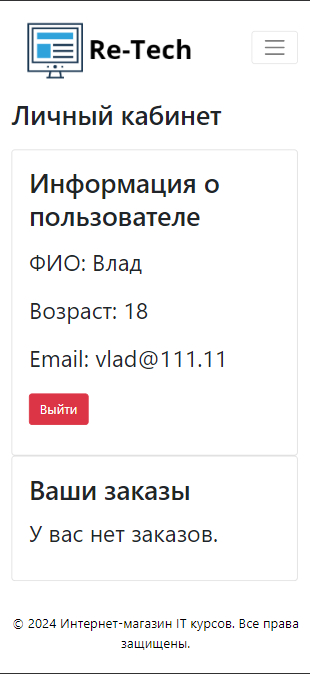 Re-Tech
Личный кабинет
Информация о
пользователе
ФИО: Влад
Возраст: 18
Email: vlad@111.11
Выйти
Ваши заказы
У вас нет заказов.
© 2024 Интернет-магазин IT курсов. Все права
защищены.